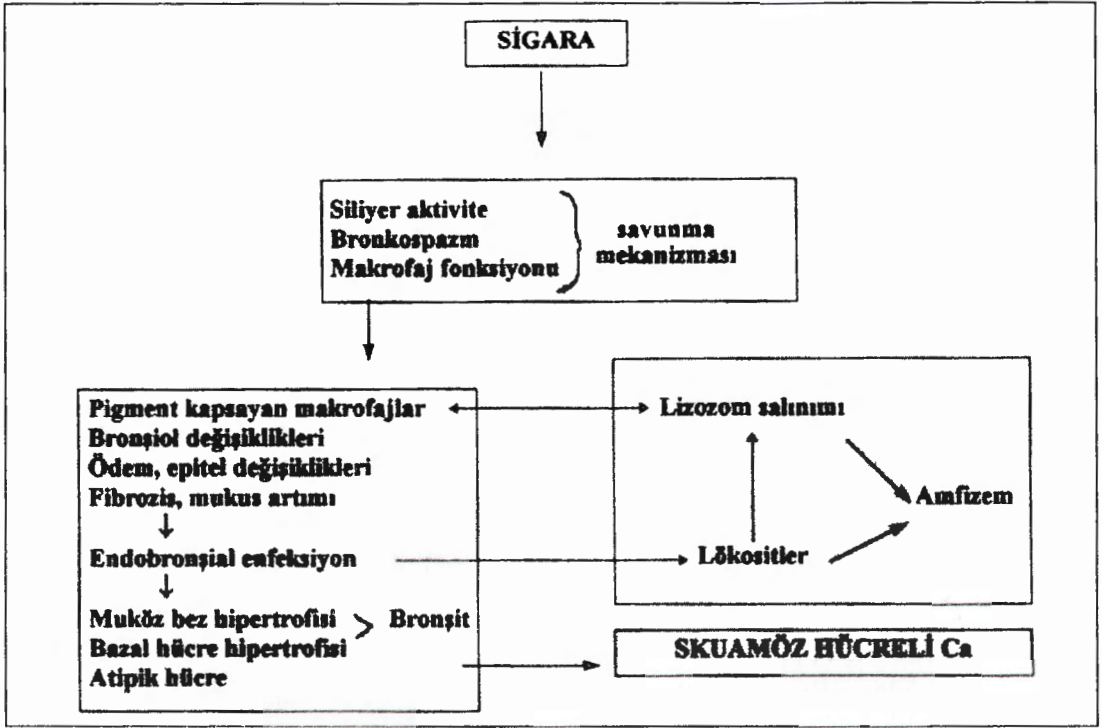 SİGARA
Siliyer aktivite
Bronkospazm
Makrofaj fonksiyonu
savunma
mekanizması
Pigment kapsayan makrofajlar
Bronşiol değişiklikleri
Ödem, epitel değişiklikleri
Fibrozis, mukus artımı
Endobronşial enfeksiyon
Muköz bez hipertrofisi > Bronşit
Bazal hücre hipertrofisi
Atipik hücre
Lizozom salınımı
Amfizem
Lökositler
SKUAMÖZ HÜCRELİ Ca